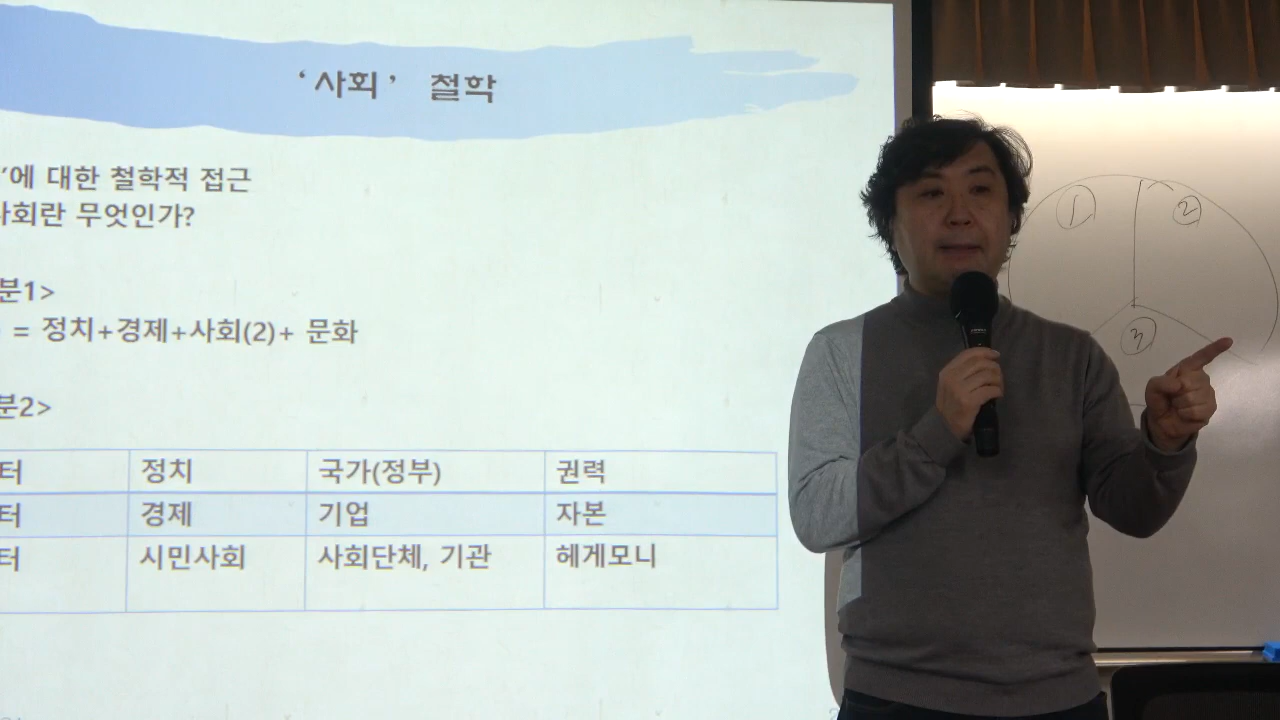 ‘사회’ 철학
’에 대한 철학적 접근
사회란 무엇인가?
분1>
= 정치+경제+사회(2)+ 문화
분2>
터 정치 국가(정부) 권력
터 경제 기업 자본
터 시민사회 사회단체, 기관 헤게모니
① ②
③